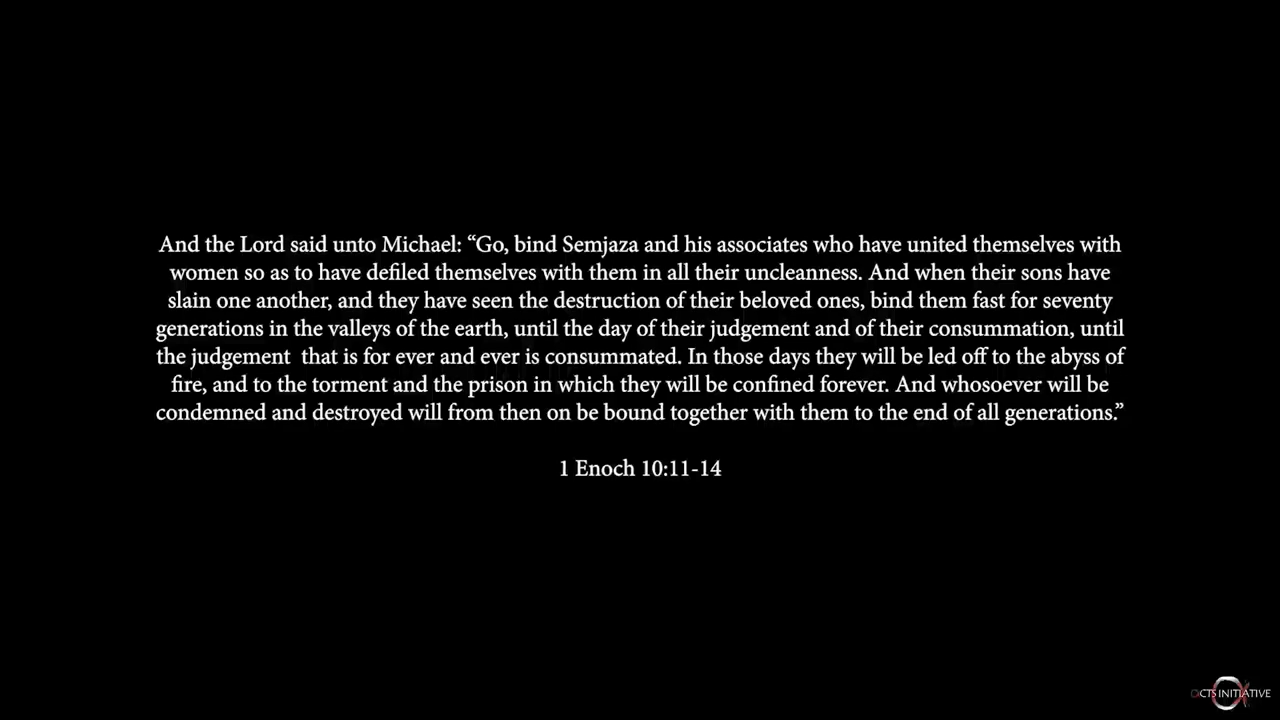 And the Lord said unto Michael: “Go, bind Semjaza and his associates who have united themselves with
women so as to have defiled themselves with them in all their uncleanness. And when their sons have
slain one another, and they have seen the destruction of their beloved ones, bind them fast for seventy
generations in the valleys of the earth, until the day of their judgement and of their consummation, until
the judgement  that is for ever and ever is consummated. In those days they will be led off to the abyss of
fire, and to the torment and the prison in which they will be confined forever. And whosoever will be
condemned and destroyed will from then on be bound together with them to the end of all generations.”
1 Enoch 10:11-14
CTS INITIATIVE